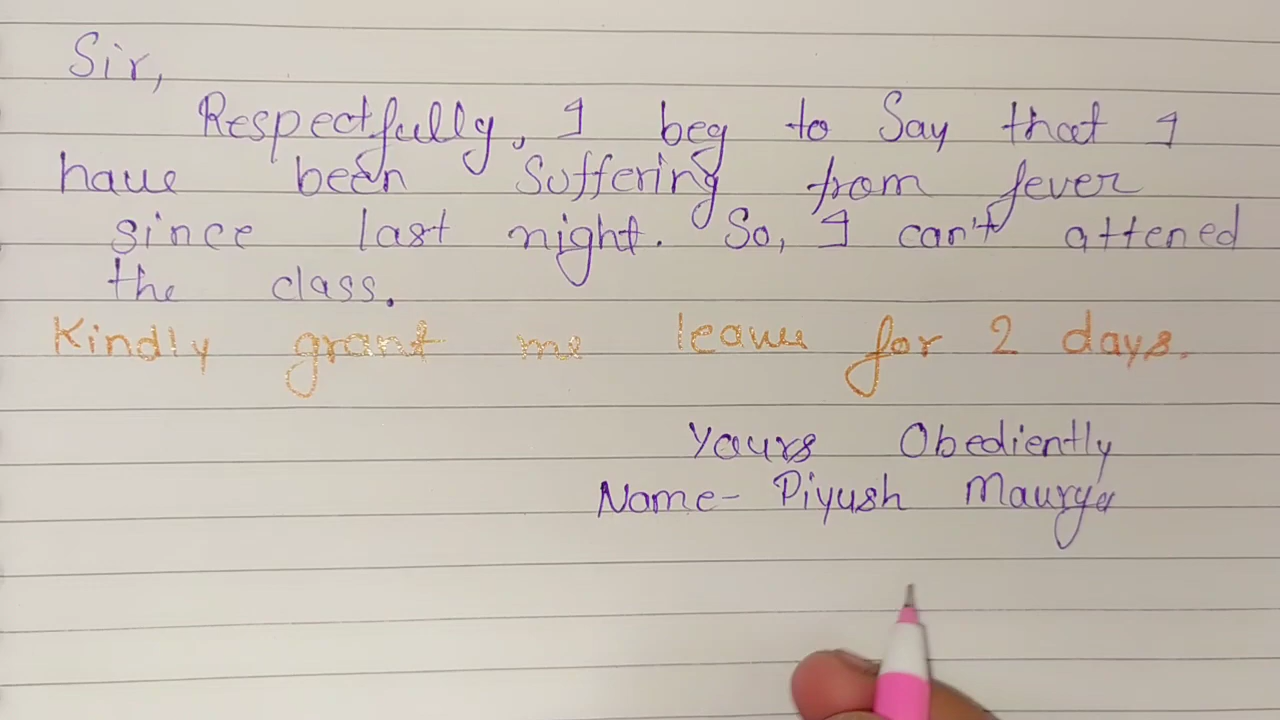 Sir,
Respectfully, I beg to Say that I
have been Suffering from fever
since last night. So, I can't attened
the class.
Kindly grant me leave for 2 days.
Yours Obediently
Name- Piyush Maurya